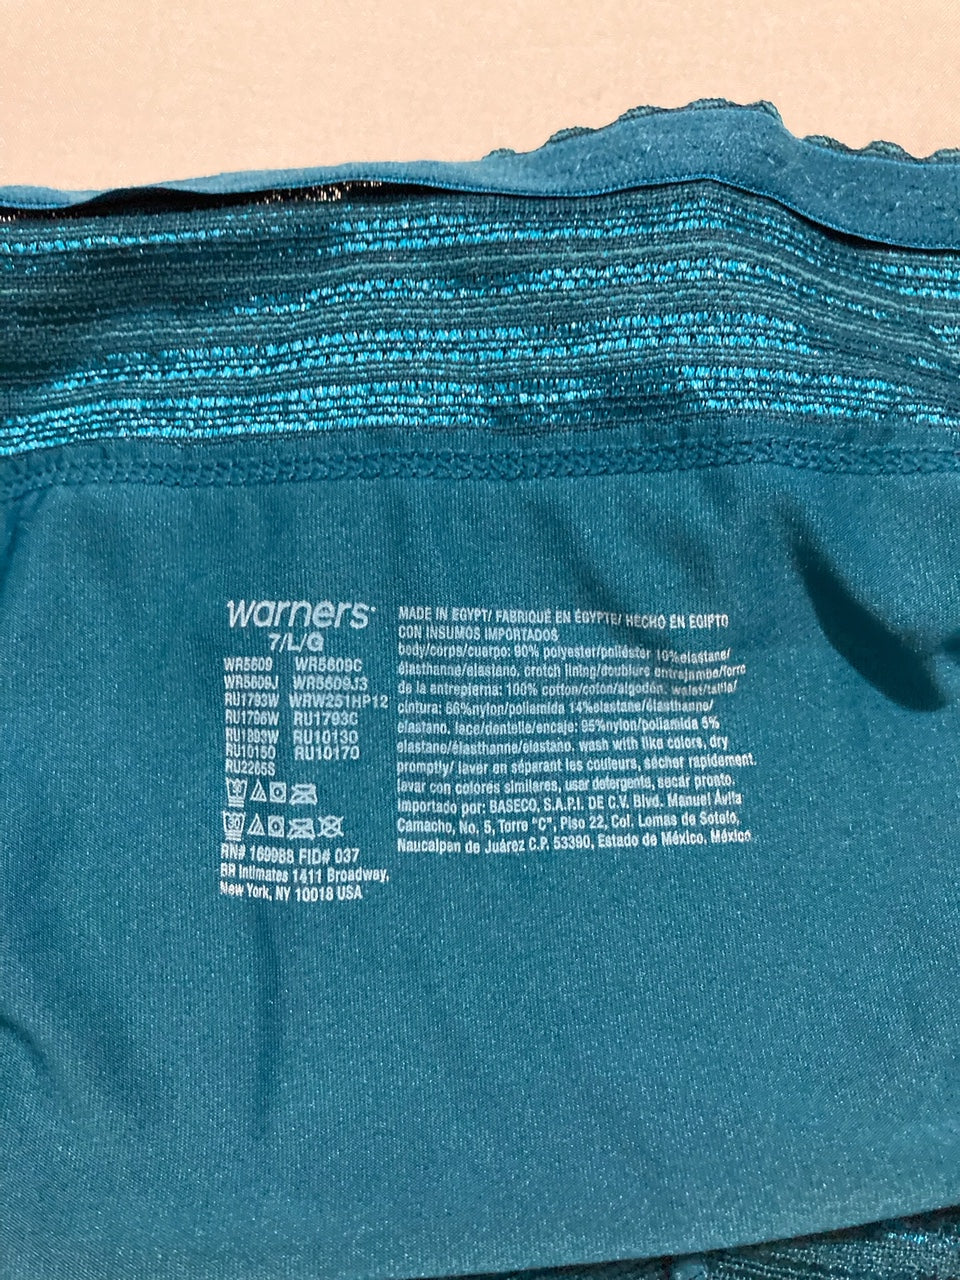 warners
7/L/G
WR5609 WR5609C
WR5609J WR5609J3
RU1793W WRW251HP12
RU1796W RU1793C
RU1883W RU10130
RU10150 RU10170
RU2265S
30
30
RN# 169988 FID# 037
BR Intimates 1411 Broadway,
New York, NY 10018 USA
MADE IN EGYPT/ FABRIQUÉ EN ÉGYPTE/ HECHO EN EGIPTO
CON INSUMOS IMPORTADOS
body/corps/cuerpo: 90% polyester/poliéster 10%elastane/
élasthanne/elastano, crotch lining/doublure entrejambe/forro
de la entrepierna: 100% cotton/coton/algodón, waist/taille/
cintura: 86%nylon/poliamida 14%elastane/élasthanne/
elastano, lace/dentelle/encaje: 95%nylon/poliamida 5%
elastane/élasthanne/elastano, wash with like colors, dry
promptly/ laver en séparant les couleurs, sécher rapidement.
lavar con colores similares, usar detergente, secar pronto.
Importado por: BASECO, S.A.P.I. DE C.V. Blvd. Manuel Ávila
Camacho, No. 5, Torre "C", Piso 22, Col. Lomas de Sotelo,
Naucalpan de Juárez C.P. 53390, Estado de México, México